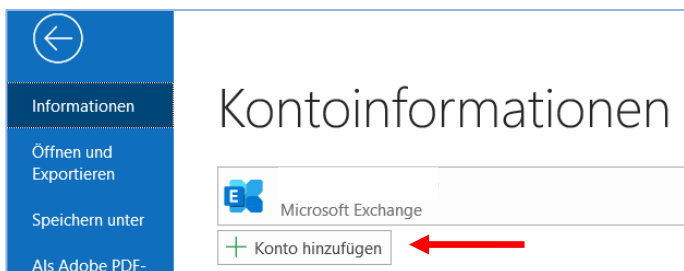 Informationen
Öffnen und
Exportieren
Speichern unter
Als Adobe PDF-
Kontoinformationen
E
Microsoft Exchange
Konto hinzufügen